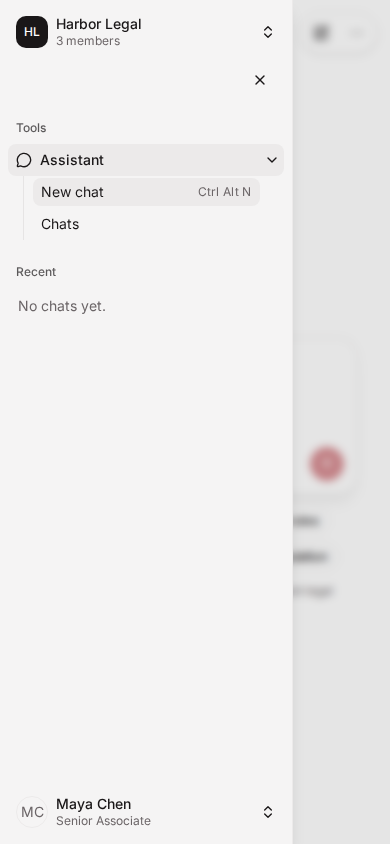 HL
Harbor Legal
3 members
Tools
Assistant
New chat Ctrl Alt N
Chats
Recent
No chats yet.
MC
Maya Chen
Senior Associate